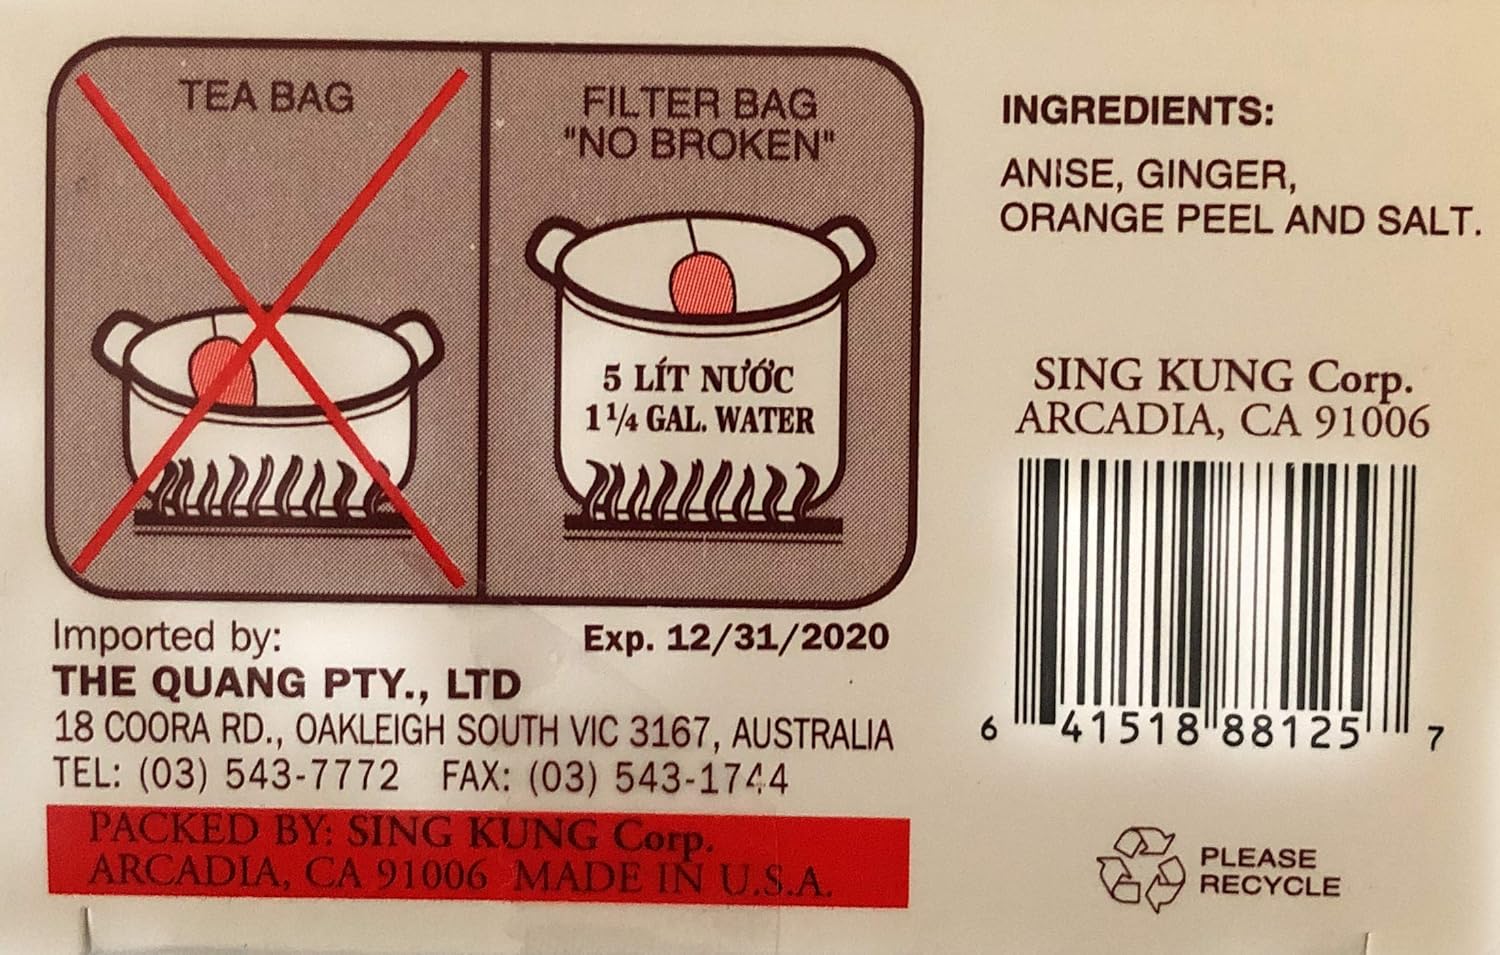 TEA BAG
FILTER BAG
"NO BROKEN"
5 LÍT NƯỚC
1 1/4 GAL. WATER
INGREDIENTS:
ANISE, GINGER,
ORANGE PEEL AND SALT.
SING KUNG Corp.
ARCADIA, CA 91006
6 41518 88125 7
Imported by:
Exp. 12/31/2020
THE QUANG PTY., LTD
18 COORA RD., OAKLEIGH SOUTH VIC 3167, AUSTRALIA
TEL: (03) 543-7772 FAX: (03) 543-1744
PACKED BY: SING KUNG Corp.
ARCADIA, CA 91006 MADE IN U.S.A.
PLEASE
RECYCLE